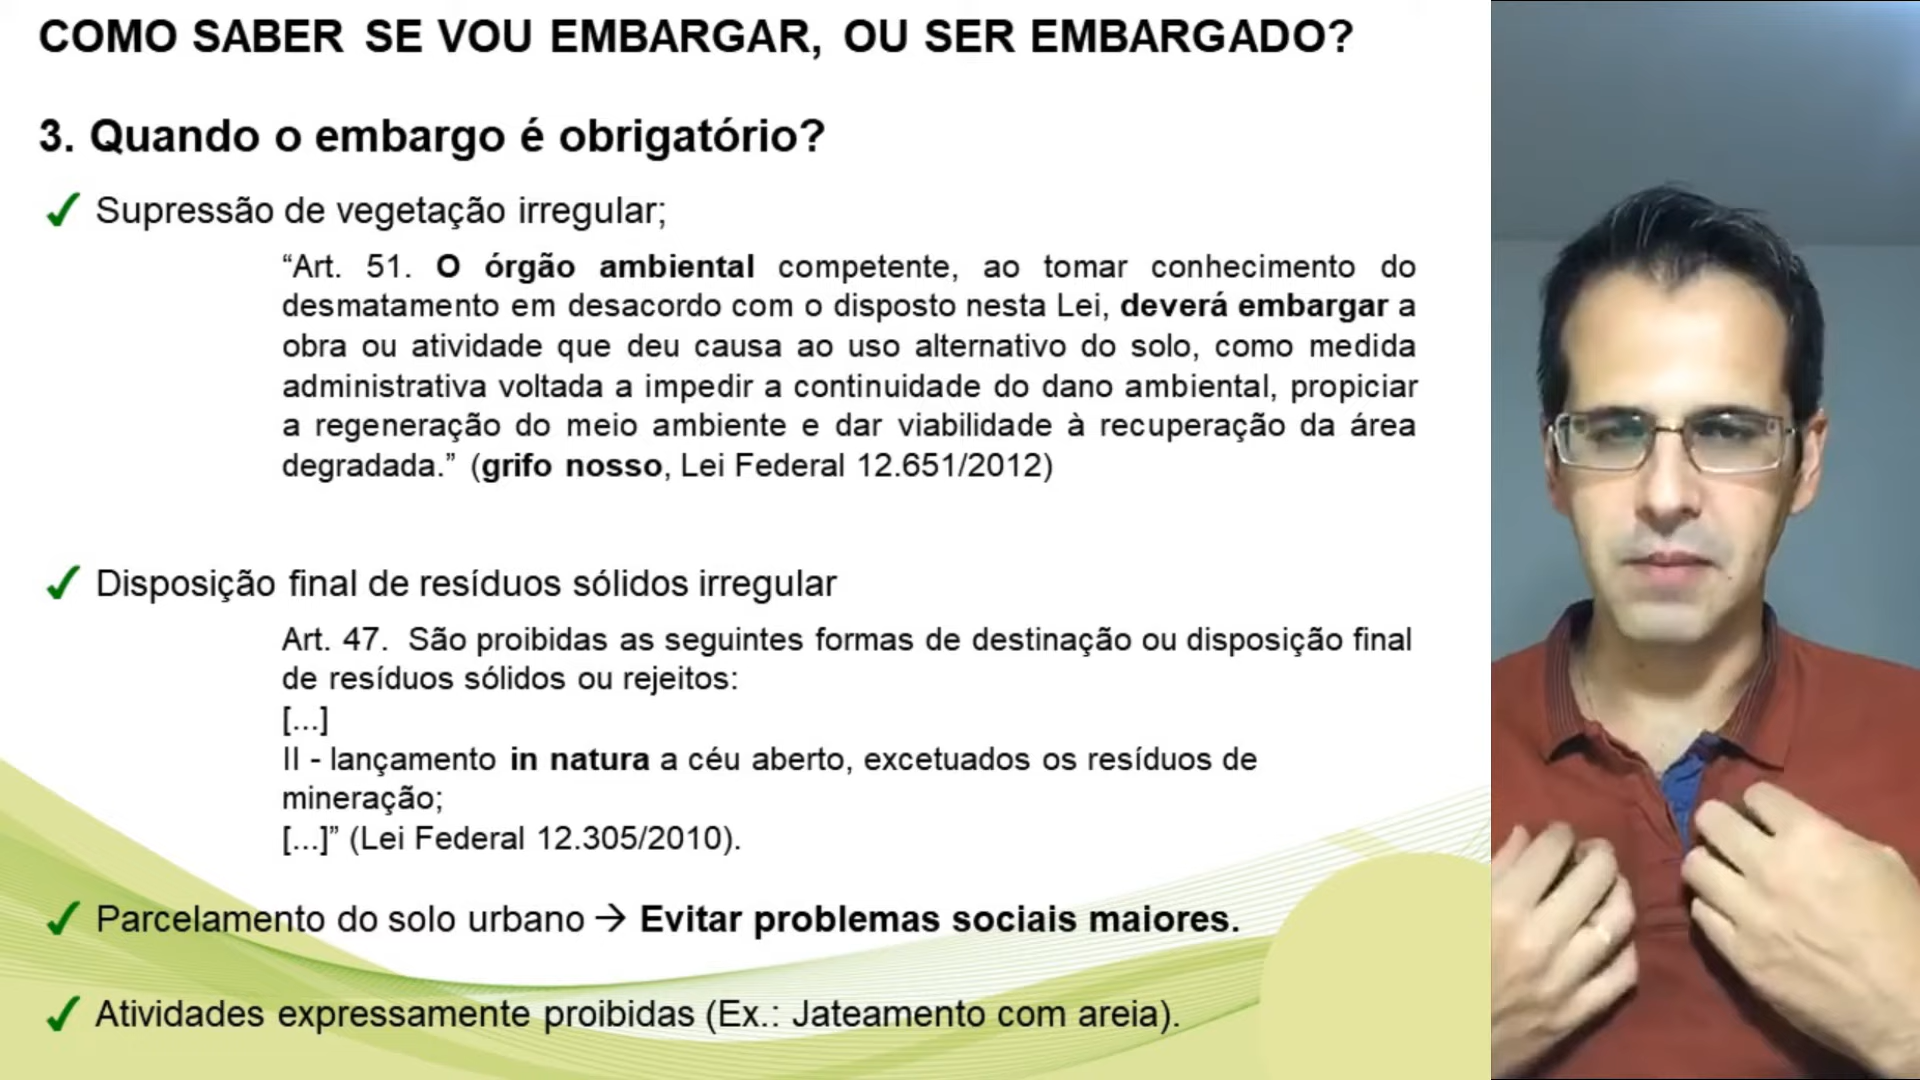 COMO SABER SE VOU EMBARGAR, OU SER EMBARGADO?
3. Quando o embargo é obrigatório?
✓ Supressão de vegetação irregular;
“Art. 51. O órgão ambiental competente, ao tomar conhecimento do
desmatamento em desacordo com o disposto nesta Lei, deverá embargar a
obra ou atividade que deu causa ao uso alternativo do solo, como medida
administrativa voltada a impedir a continuidade do dano ambiental, propiciar
a regeneração do meio ambiente e dar viabilidade à recuperação da área
degradada.” (grifo nosso, Lei Federal 12.651/2012)
✓ Disposição final de resíduos sólidos irregular
Art. 47. São proibidas as seguintes formas de destinação ou disposição final
de resíduos sólidos ou rejeitos:
[...]
II - lançamento in natura a céu aberto, excetuados os resíduos de
mineração;
[...]” (Lei Federal 12.305/2010).
✓ Parcelamento do solo urbano → Evitar problemas sociais maiores.
✓ Atividades expressamente proibidas (Ex.: Jateamento com areia).